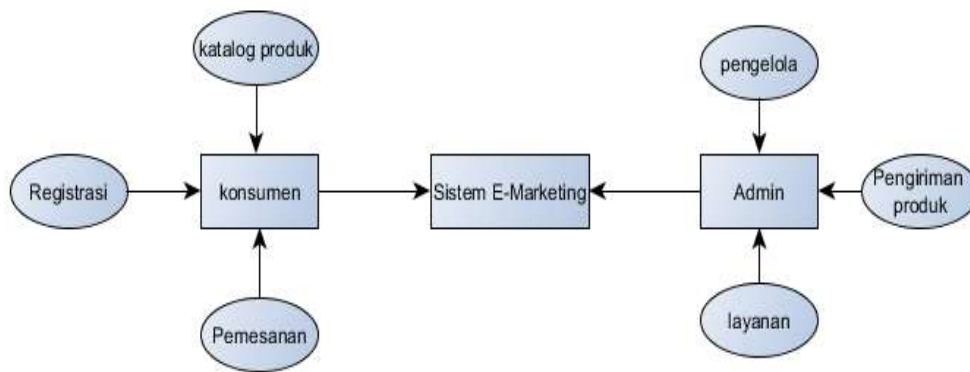 katalog produk
pengelola
Registrasi
konsumen
Sistem E-Marketing
Admin
Pengiriman
produk
Pemesanan
layanan